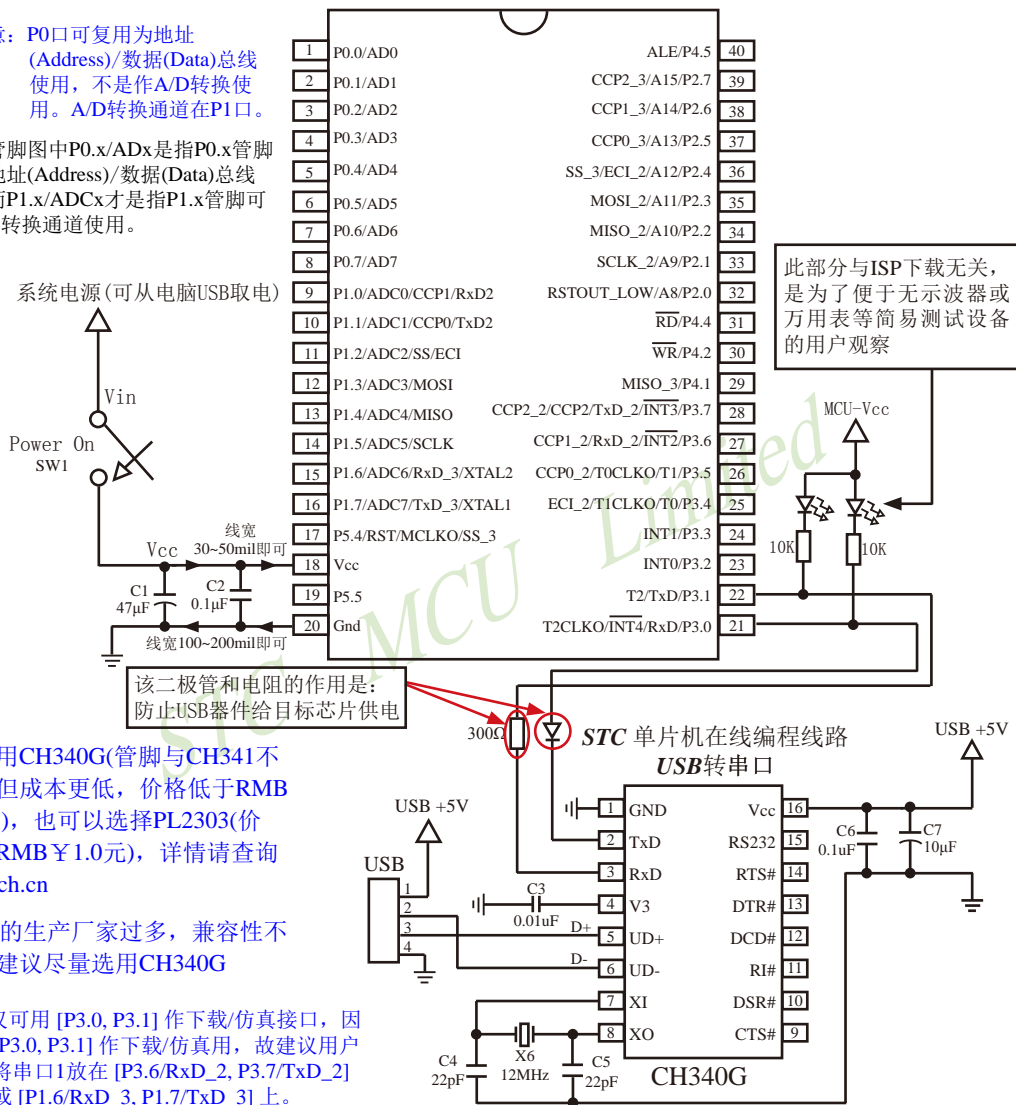 意：P0口可复用为地址
(Address)/数据(Data)总线
使用，不是作A/D转换使
用。A/D转换通道在P1口。
管脚图中P0.x/ADx是指P0.x管脚
地址(Address)/数据(Data)总线
而P1.x/ADCx才是指P1.x管脚可
转换通道使用。
1 P0.0/AD0
2 P0.1/AD1
3 P0.2/AD2
4 P0.3/AD3
5 P0.4/AD4
6 P0.5/AD5
7 P0.6/AD6
8 P0.7/AD7
9 P1.0/ADC0/CCP1/RxD2
10 P1.1/ADC1/CCP0/TxD2
11 P1.2/ADC2/SS/ECI
12 P1.3/ADC3/MOSI
13 P1.4/ADC4/MISO
14 P1.5/ADC5/SCLK
15 P1.6/ADC6/RxD_3/XTAL2
16 P1.7/ADC7/TxD_3/XTAL1
17 P5.4/RST/MCLKO/SS_3
18 Vcc
19 P5.5
20 Gnd
ALE/P4.5 40
CCP2_3/A15/P2.7 39
CCP1_3/A14/P2.6 38
CCP0_3/A13/P2.5 37
SS_3/ECI_2/A12/P2.4 36
MOSI_2/A11/P2.3 35
MISO_2/A10/P2.2 34
SCLK_2/A9/P2.1 33
RSTOUT_LOW/A8/P2.0 32
RD/P4.4 31
WR/P4.2 30
MISO_3/P4.1 29
CCP2_2/CCP2/TxD_2/INT3/P3.7 28
CCP1_2/RxD_2/INT2/P3.6 27
CCP0_2/T0CLKO/T1/P3.5 26
ECI_2/T1CLKO/T0/P3.4 25
INT1/P3.3 24
INT0/P3.2 23
T2/TxD/P3.1 22
T2CLKO/INT4/RxD/P3.0 21
系统电源(可从电脑USB取电)
Vin
Power On
SW1
Vcc
线宽
30~50mil即可
C1
47μF
C2
0.1μF
线宽100~200mil即可
此部分与ISP下载无关，
是为了便于无示波器或
万用表等简易测试设备
的用户观察
MCU-Vcc
10K
10K
STC MCU Limited
该二极管和电阻的作用是：
防止USB器件给目标芯片供电
300Ω
STC 单片机在线编程线路
USB转串口
用CH340G(管脚与CH341不
但成本更低，价格低于RMB
)，也可以选择PL2303(价
RMB￥1.0元)，详情请查询
ch.cn
的生产厂家过多，兼容性不
建议尽量选用CH340G
仅可用 [P3.0, P3.1] 作下载/仿真接口，因
P3.0, P3.1] 作下载/仿真用，故建议用户
将串口1放在 [P3.6/RxD_2, P3.7/TxD_2]
或 [P1.6/RxD_3, P1.7/TxD_3] 上。
USB +5V
USB
1
2
3
4
C3
0.01uF
D+
D-
1 GND
2 TxD
3 RxD
4 V3
5 UD+
6 UD-
7 XI
8 XO
Vcc 16
RS232 15
RTS# 14
DTR# 13
DCD# 12
RI# 11
DSR# 10
CTS# 9
CH340G
C4
22pF
X6
12MHz
C5
22pF
USB +5V
C6
0.1uF
C7
10μF